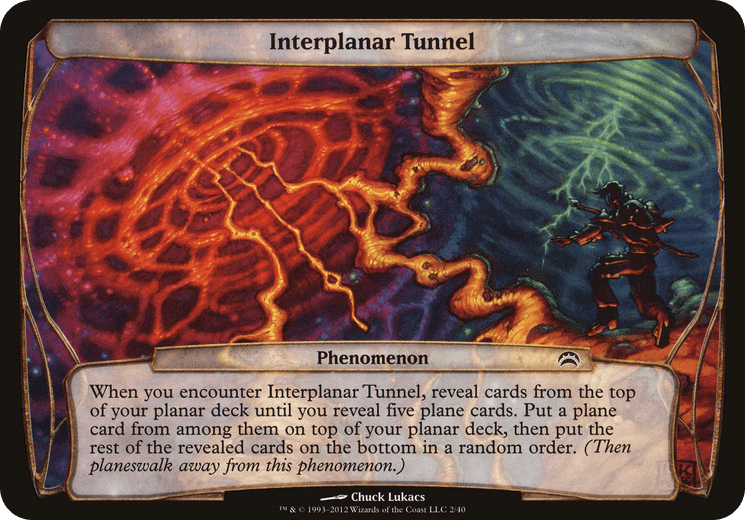 Interplanar Tunnel
Phenomenon
When you encounter Interplanar Tunnel, reveal cards from the top
of your planar deck until you reveal five plane cards. Put a plane
card from among them on top of your planar deck, then put the
rest of the revealed cards on the bottom in a random order. (Then
planeswalk away from this phenomenon.)
Chuck Lukacs
™ & © 1993–2012 Wizards of the Coast LLC 2/40